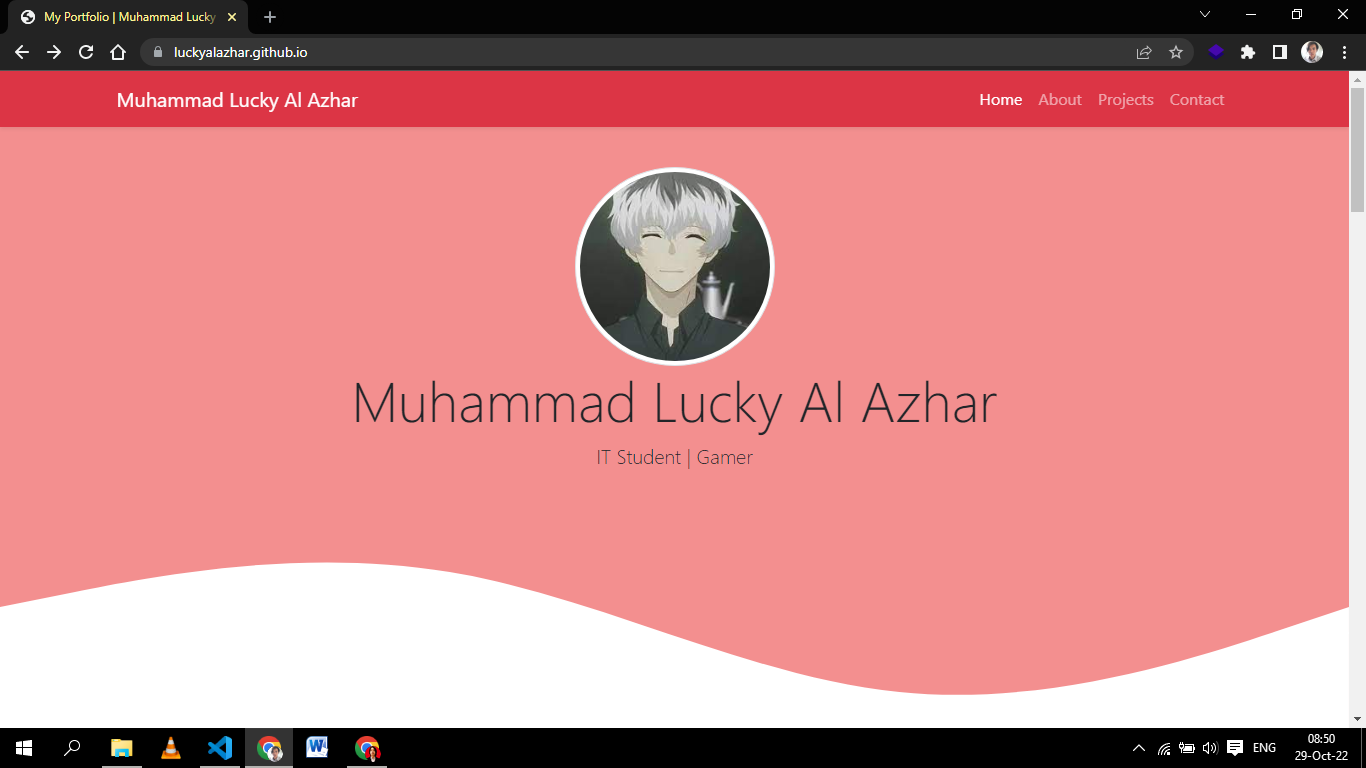 My Portfolio | Muhammad Lucky
luckyalazhar.github.io
Muhammad Lucky Al Azhar
Home About Projects Contact
Muhammad Lucky Al Azhar
IT Student | Gamer
ENG
08:50
29-Oct-22